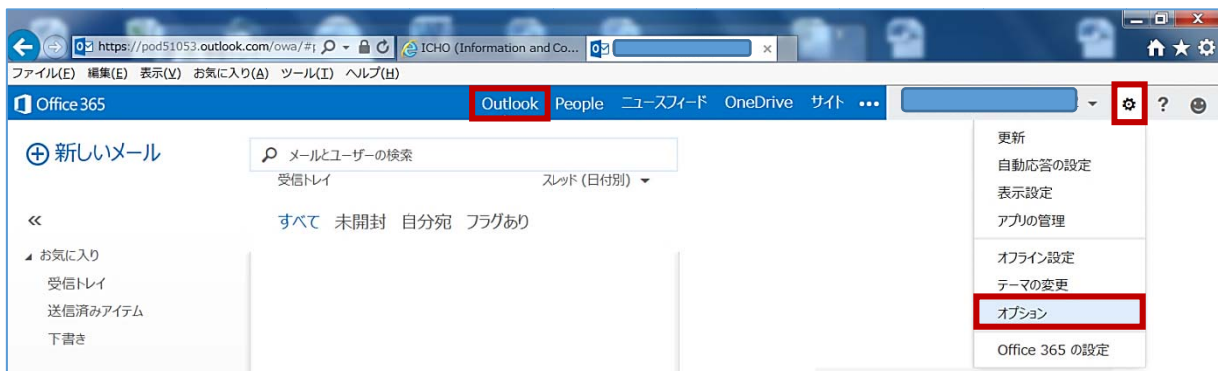 https://pod51053.outlook.com/owa/#; ICHO (Information and Co...
ファイル(F) 編集(E) 表示(V) お気に入り(A) ツール(T) ヘルプ(H)
Office 365 Outlook People ニュースフィード OneDrive サイト ••• ?
新しいメール
メールとユーザーの検索
受信トレイ スレッド (日付別)
すべて 未開封 自分宛 フラグあり
«
お気に入り
受信トレイ
送信済みアイテム
下書き
更新
自動応答の設定
表示設定
アプリの管理
オフライン設定
テーマの変更
オプション
Office 365 の設定